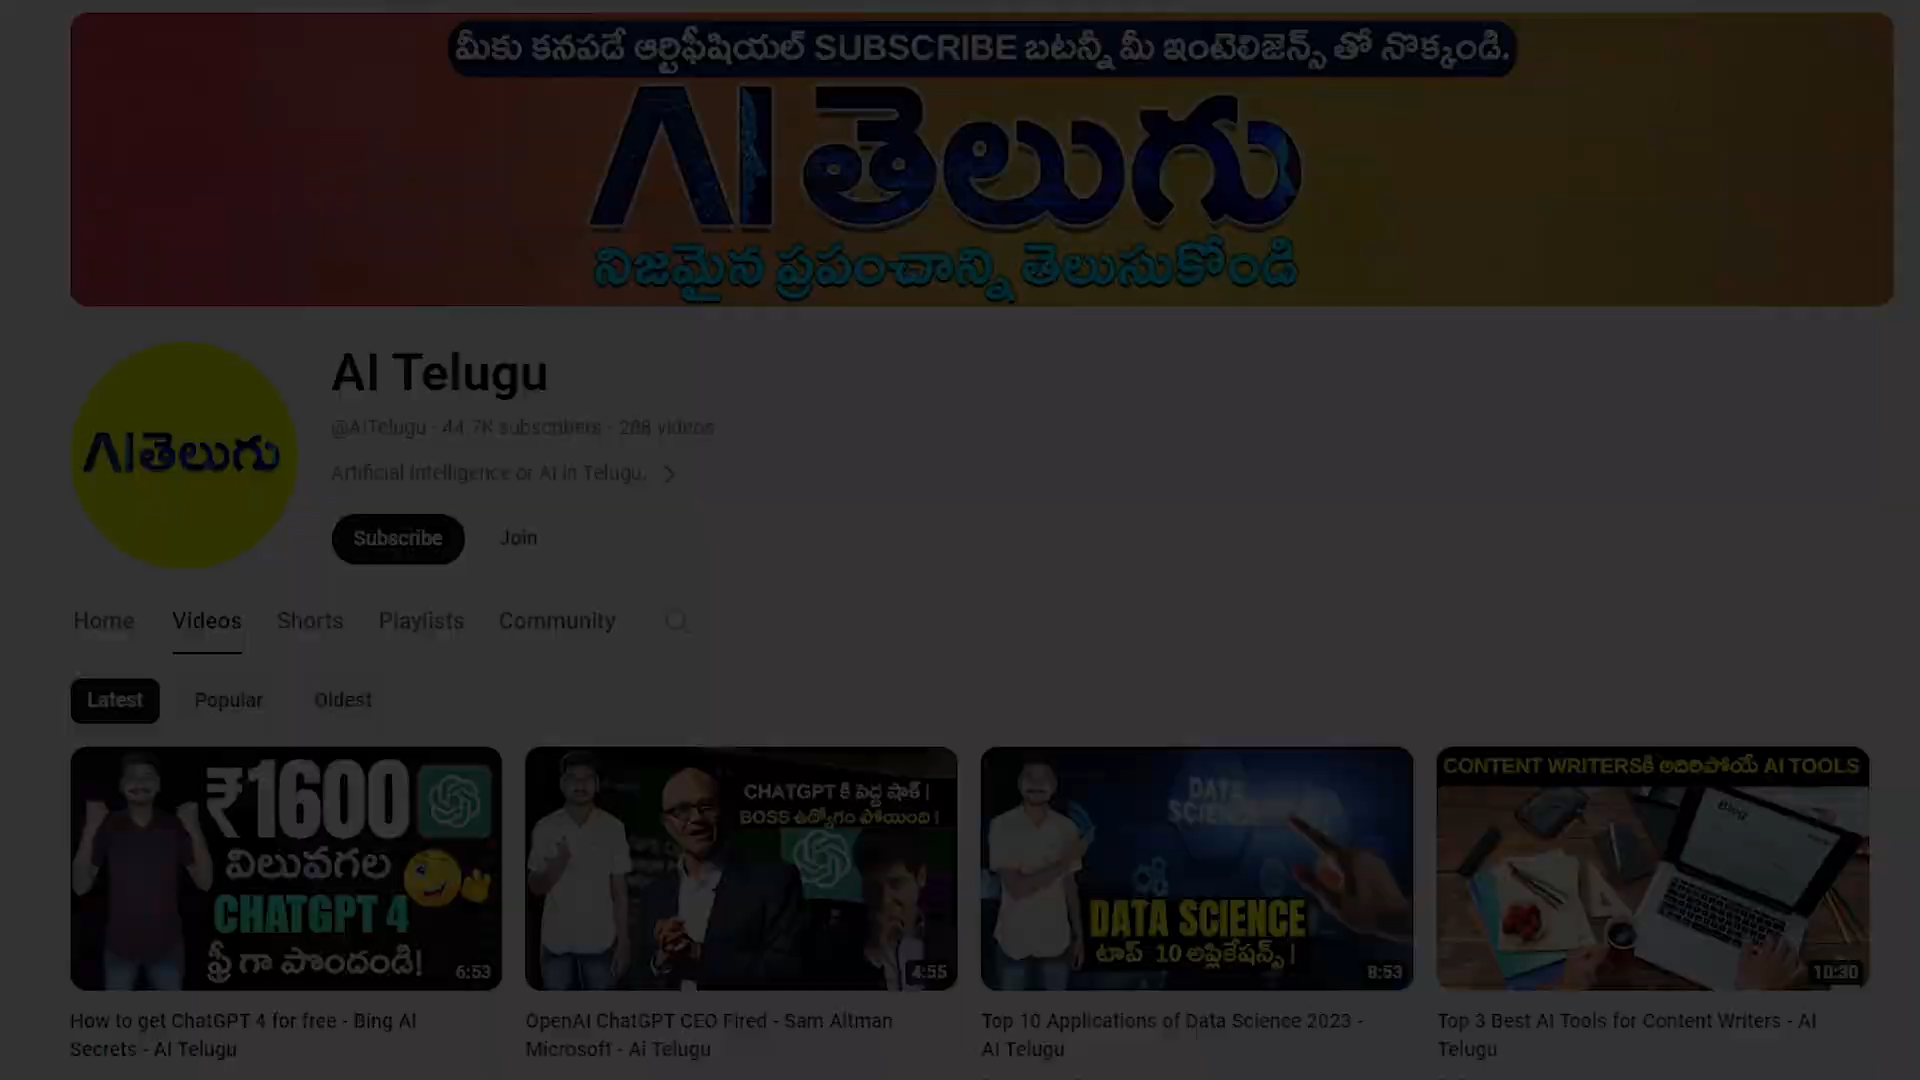 మీకు కనపడే ఆర్టిఫీషియల్ SUBSCRIBE బటన్నీ మీ ఇంటెలిజెన్స్ తో నొక్కండి.
AI తెలుగు
నిజమైన ప్రపంచాన్ని తెలుసుకోండి
AI తెలుగు
AI Telugu
@AITelugu · 44.7K subscribers · 288 videos
Artificial Intelligence or AI in Telugu.
Subscribe
Join
Home
Videos
Shorts
Playlists
Community
Latest
Popular
Oldest
₹1600
విలువగల
CHATGPT 4
ఫ్రీ గా పొందండి!
6:53
CHATGPT కి పెద్ద షాక్ !
BOSS ఉద్యోగం పోయింది !
4:55
DATA
SCIENCE
DATA SCIENCE
టాప్ 10 అప్లికేషన్స్ !
8:53
CONTENT WRITERSకి అదిరిపోయే AI TOOLS
Blog
10:30
How to get ChatGPT 4 for free - Bing AI
Secrets - AI Telugu
OpenAI ChatGPT CEO Fired - Sam Altman
Microsoft - Ai Telugu
Top 10 Applications of Data Science 2023 -
AI Telugu
Top 3 Best AI Tools for Content Writers - AI
Telugu